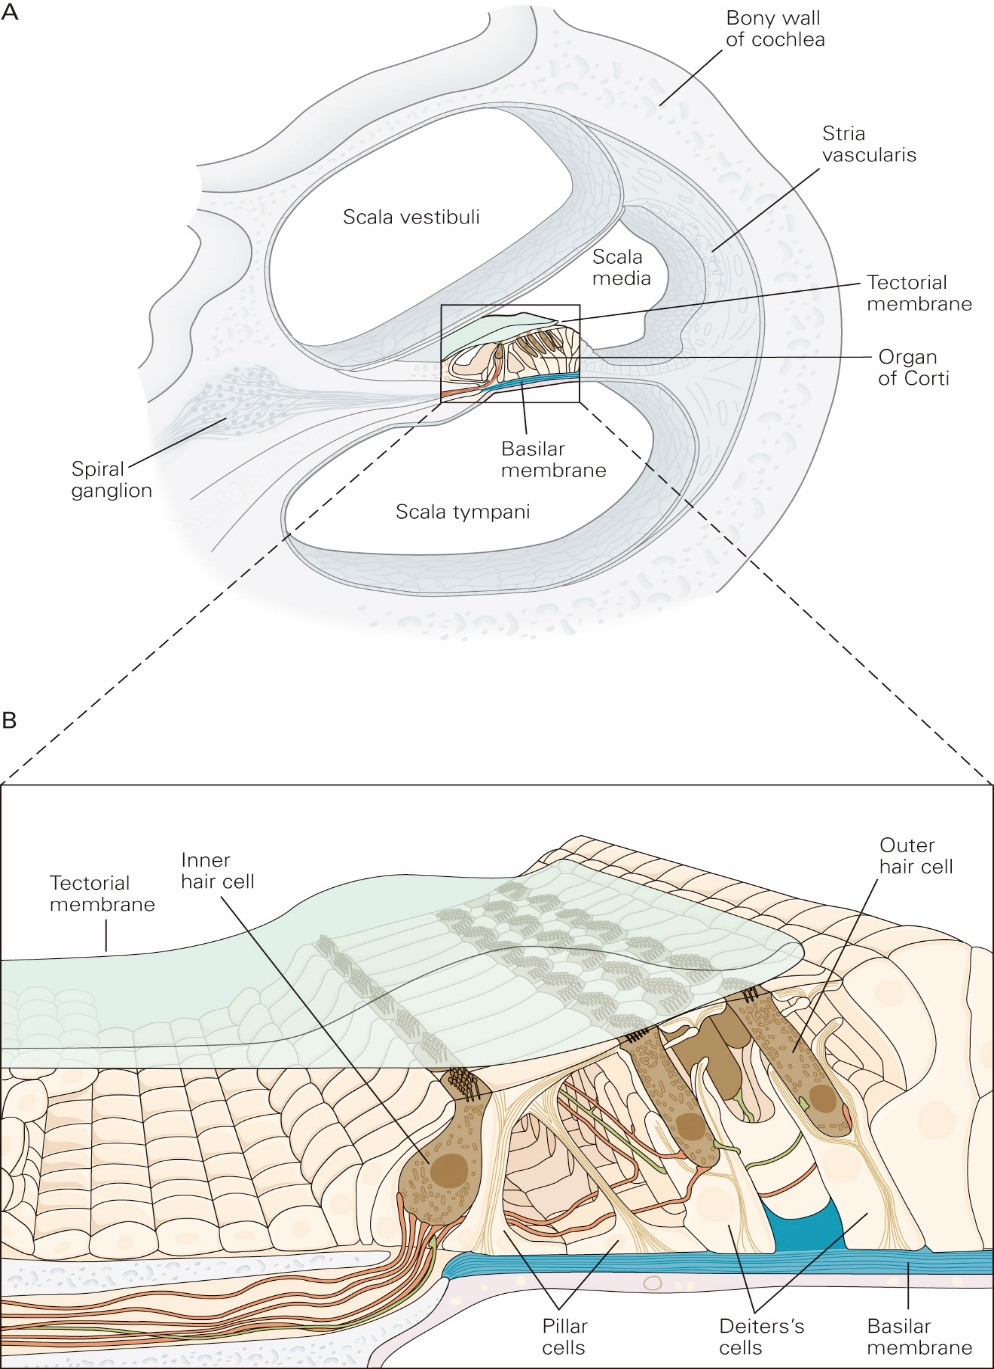 A
Bony wall
of cochlea
Stria
vascularis
Scala vestibuli
Scala
media
Tectorial
membrane
Organ
of Corti
Basilar
membrane
Spiral
ganglion
Scala tympani
B
Outer
hair cell
Inner
hair cell
Tectorial
membrane
Pillar
cells
Deiters's
cells
Basilar
membrane